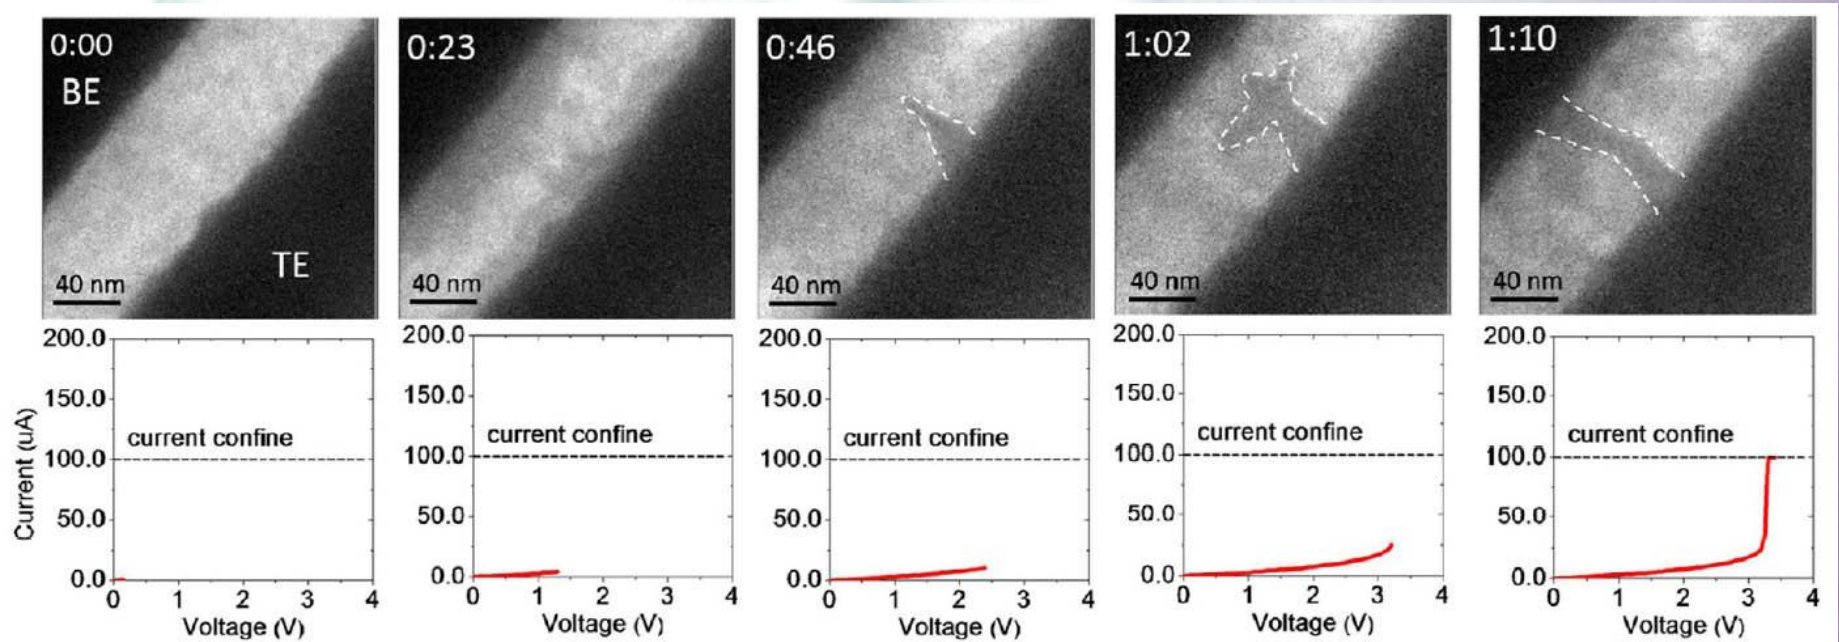 0:00
BE
TE
40 nm
0:23
40 nm
0:46
40 nm
1:02
40 nm
1:10
40 nm
Current (uA)
200.0
150.0
100.0
50.0
0.0
current confine
0 1 2 3 4
Voltage (V)
200.0
150.0
100.0
50.0
0.0
current confine
0 1 2 3 4
Voltage (V)
200.0
150.0
100.0
50.0
0.0
current confine
0 1 2 3 4
Voltage (V)
200.0
150.0
100.0
50.0
0.0
current confine
0 1 2 3 4
Voltage (V)
200.0
150.0
100.0
50.0
0.0
current confine
0 1 2 3 4
Voltage (V)